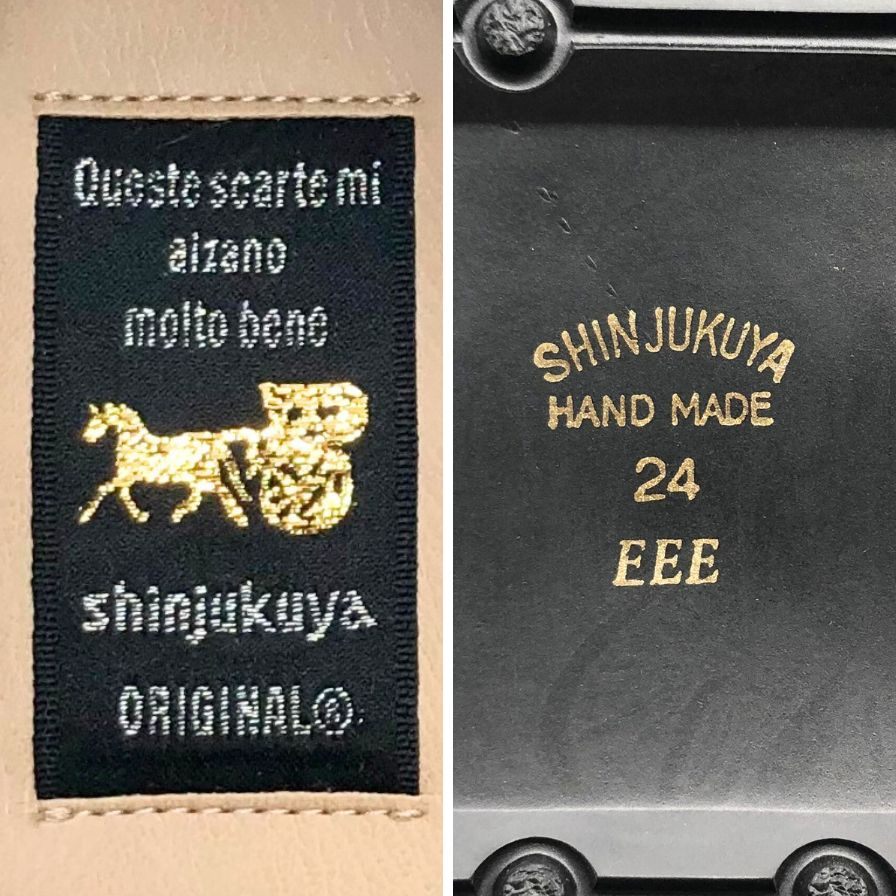 Queste scarte mi
aizano
molto bene
shinjukuya
ORIGINAL®
SHINJUKUYA
HAND MADE
24
EEE